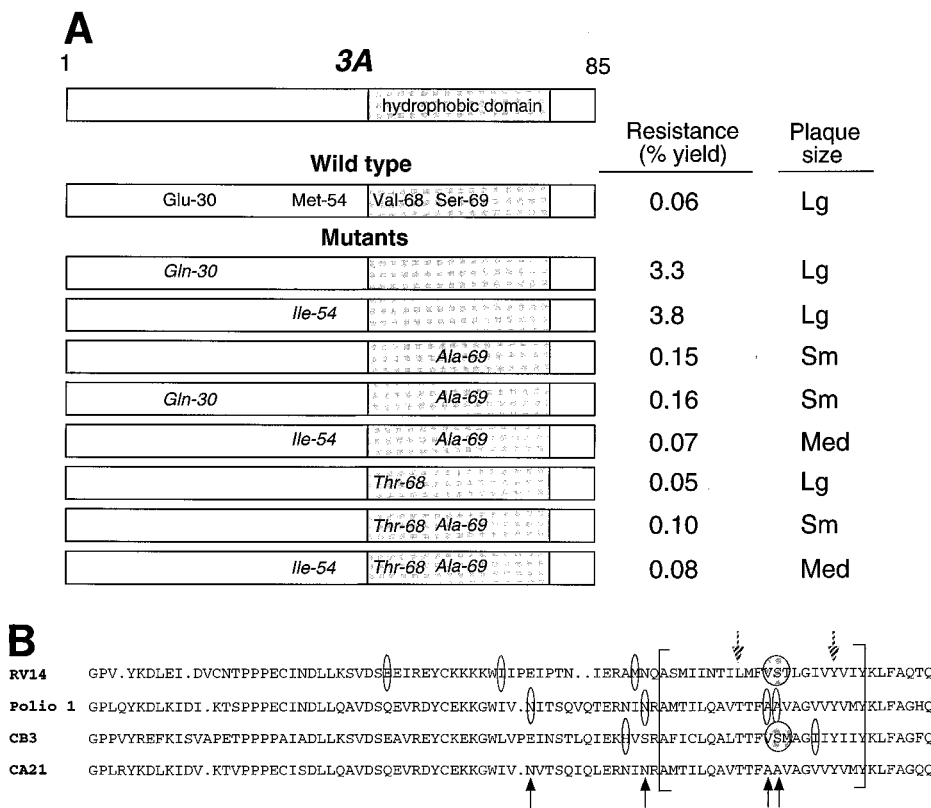 A
1 3A 85
hydrophobic domain
Resistance (% yield) Plaque size
Wild type
Glu-30 Met-54 Val-68 Ser-69 0.06 Lg
Mutants
Gln-30 3.3 Lg
Ile-54 3.8 Lg
Ala-69 0.15 Sm
Gln-30 Ala-69 0.16 Sm
Ile-54 Ala-69 0.07 Med
Thr-68 0.05 Lg
Thr-68 Ala-69 0.10 Sm
Ile-54 Thr-68 Ala-69 0.08 Med
B
RV14 GPV.YKDLEI.DVCNTPPPECINDLLKSVDSEEIREYCKKKKWIIPEIPTN..IERAMNQASMIINTILMFVSTLGIVYVIYKLFAQTQ
Polio 1 GPLQYKDLKIDI.KTSPPPECINDLLQAVDSQEVRDYCEKKGWIV.NITSQVQTERNINRAMTILQAVTTFAAVAGVVYVMYKLFAGHQ
CB3 GPPVYREFKISVAPETPPPPAIADLLKSVDSEAVREYCKEKGWLVPEINSTLQIEKHVSRAFICLQALTTFVSMAGIIYIIYKLFAGFQ
CA21 GPLRYKDLKIDV.KTVPPPECISDLLQAVDSQEVRDYCEKKGWIV.NVTSQIQLERNINRAMTILQAVTTFAAVAGVVYVMYKLFAGQQ